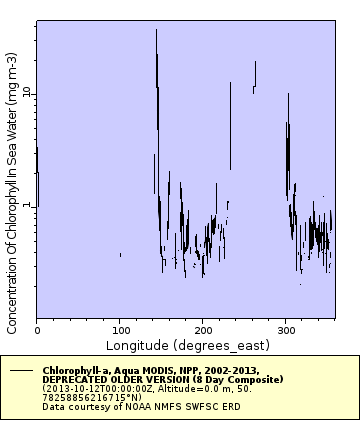 Concentration Of Chlorophyll In Sea Water (mg m-3)
10
1
0
100
200
300
Longitude (degrees_east)
Chlorophyll-a, Aqua MODIS, NPP, 2002-2013,
DEPRECATED OLDER VERSION (8 Day Composite)
(2013-10-12T00:00:00Z, Altitude=0.0 m, 50.
78258856216715°N)
Data courtesy of NOAA NMFS SWFSC ERD